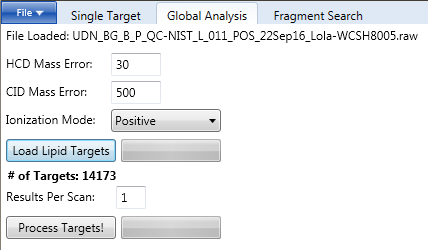 File Single Target Global Analysis Fragment Search
File Loaded: UDN_BG_B_P_QC-NIST_L_011_POS_22Sep16_Lola-WCSH8005.raw
HCD Mass Error: 30
CID Mass Error: 500
Ionization Mode: Positive
Load Lipid Targets
# of Targets: 14173
Results Per Scan: 1
Process Targets!